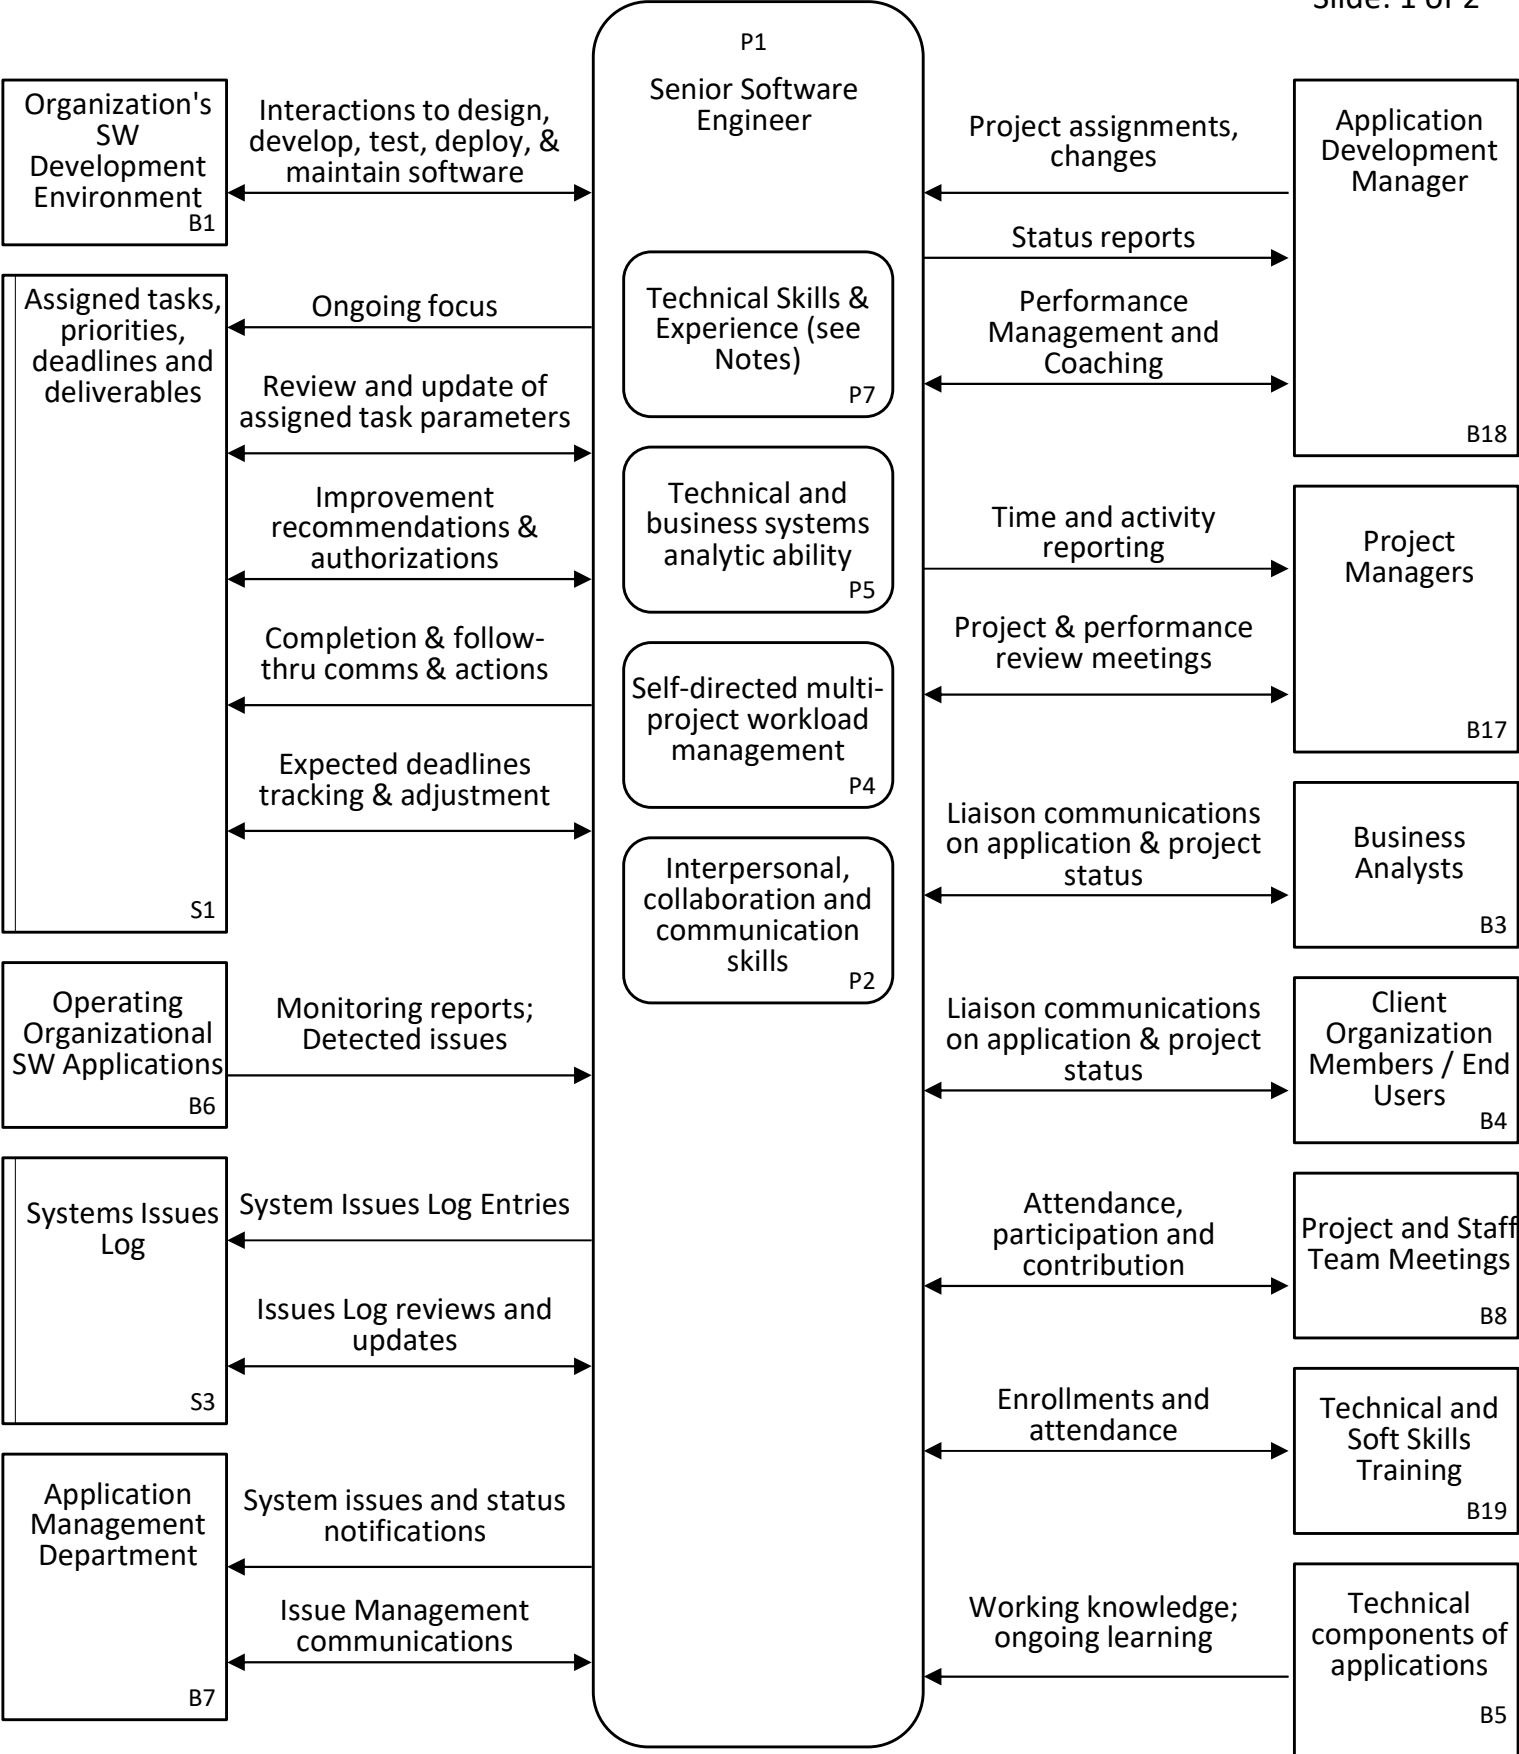 Slide: 1 of 2
P1
Senior Software
Engineer
Organization's
SW
Development
Environment
B1
Interactions to design,
develop, test, deploy, &
maintain software
Assigned tasks,
priorities,
deadlines and
deliverables
S1
Ongoing focus
Review and update of
assigned task parameters
Improvement
recommendations &
authorizations
Completion & follow-
thru comms & actions
Expected deadlines
tracking & adjustment
Operating
Organizational
SW Applications
B6
Monitoring reports;
Detected issues
Systems Issues
Log
S3
System Issues Log Entries
Issues Log reviews and
updates
Application
Management
Department
B7
System issues and status
notifications
Issue Management
communications
Technical Skills &
Experience (see
Notes)
P7
Technical and
business systems
analytic ability
P5
Self-directed multi-
project workload
management
P4
Interpersonal,
collaboration and
communication
skills
P2
Project assignments,
changes
Status reports
Performance
Management and
Coaching
Application
Development
Manager
B18
Time and activity
reporting
Project & performance
review meetings
Project
Managers
B17
Liaison communications
on application & project
status
Business
Analysts
B3
Liaison communications
on application & project
status
Client
Organization
Members / End
Users
B4
Attendance,
participation and
contribution
Project and Staff
Team Meetings
B8
Enrollments and
attendance
Technical and
Soft Skills
Training
B19
Working knowledge;
ongoing learning
Technical
components of
applications
B5